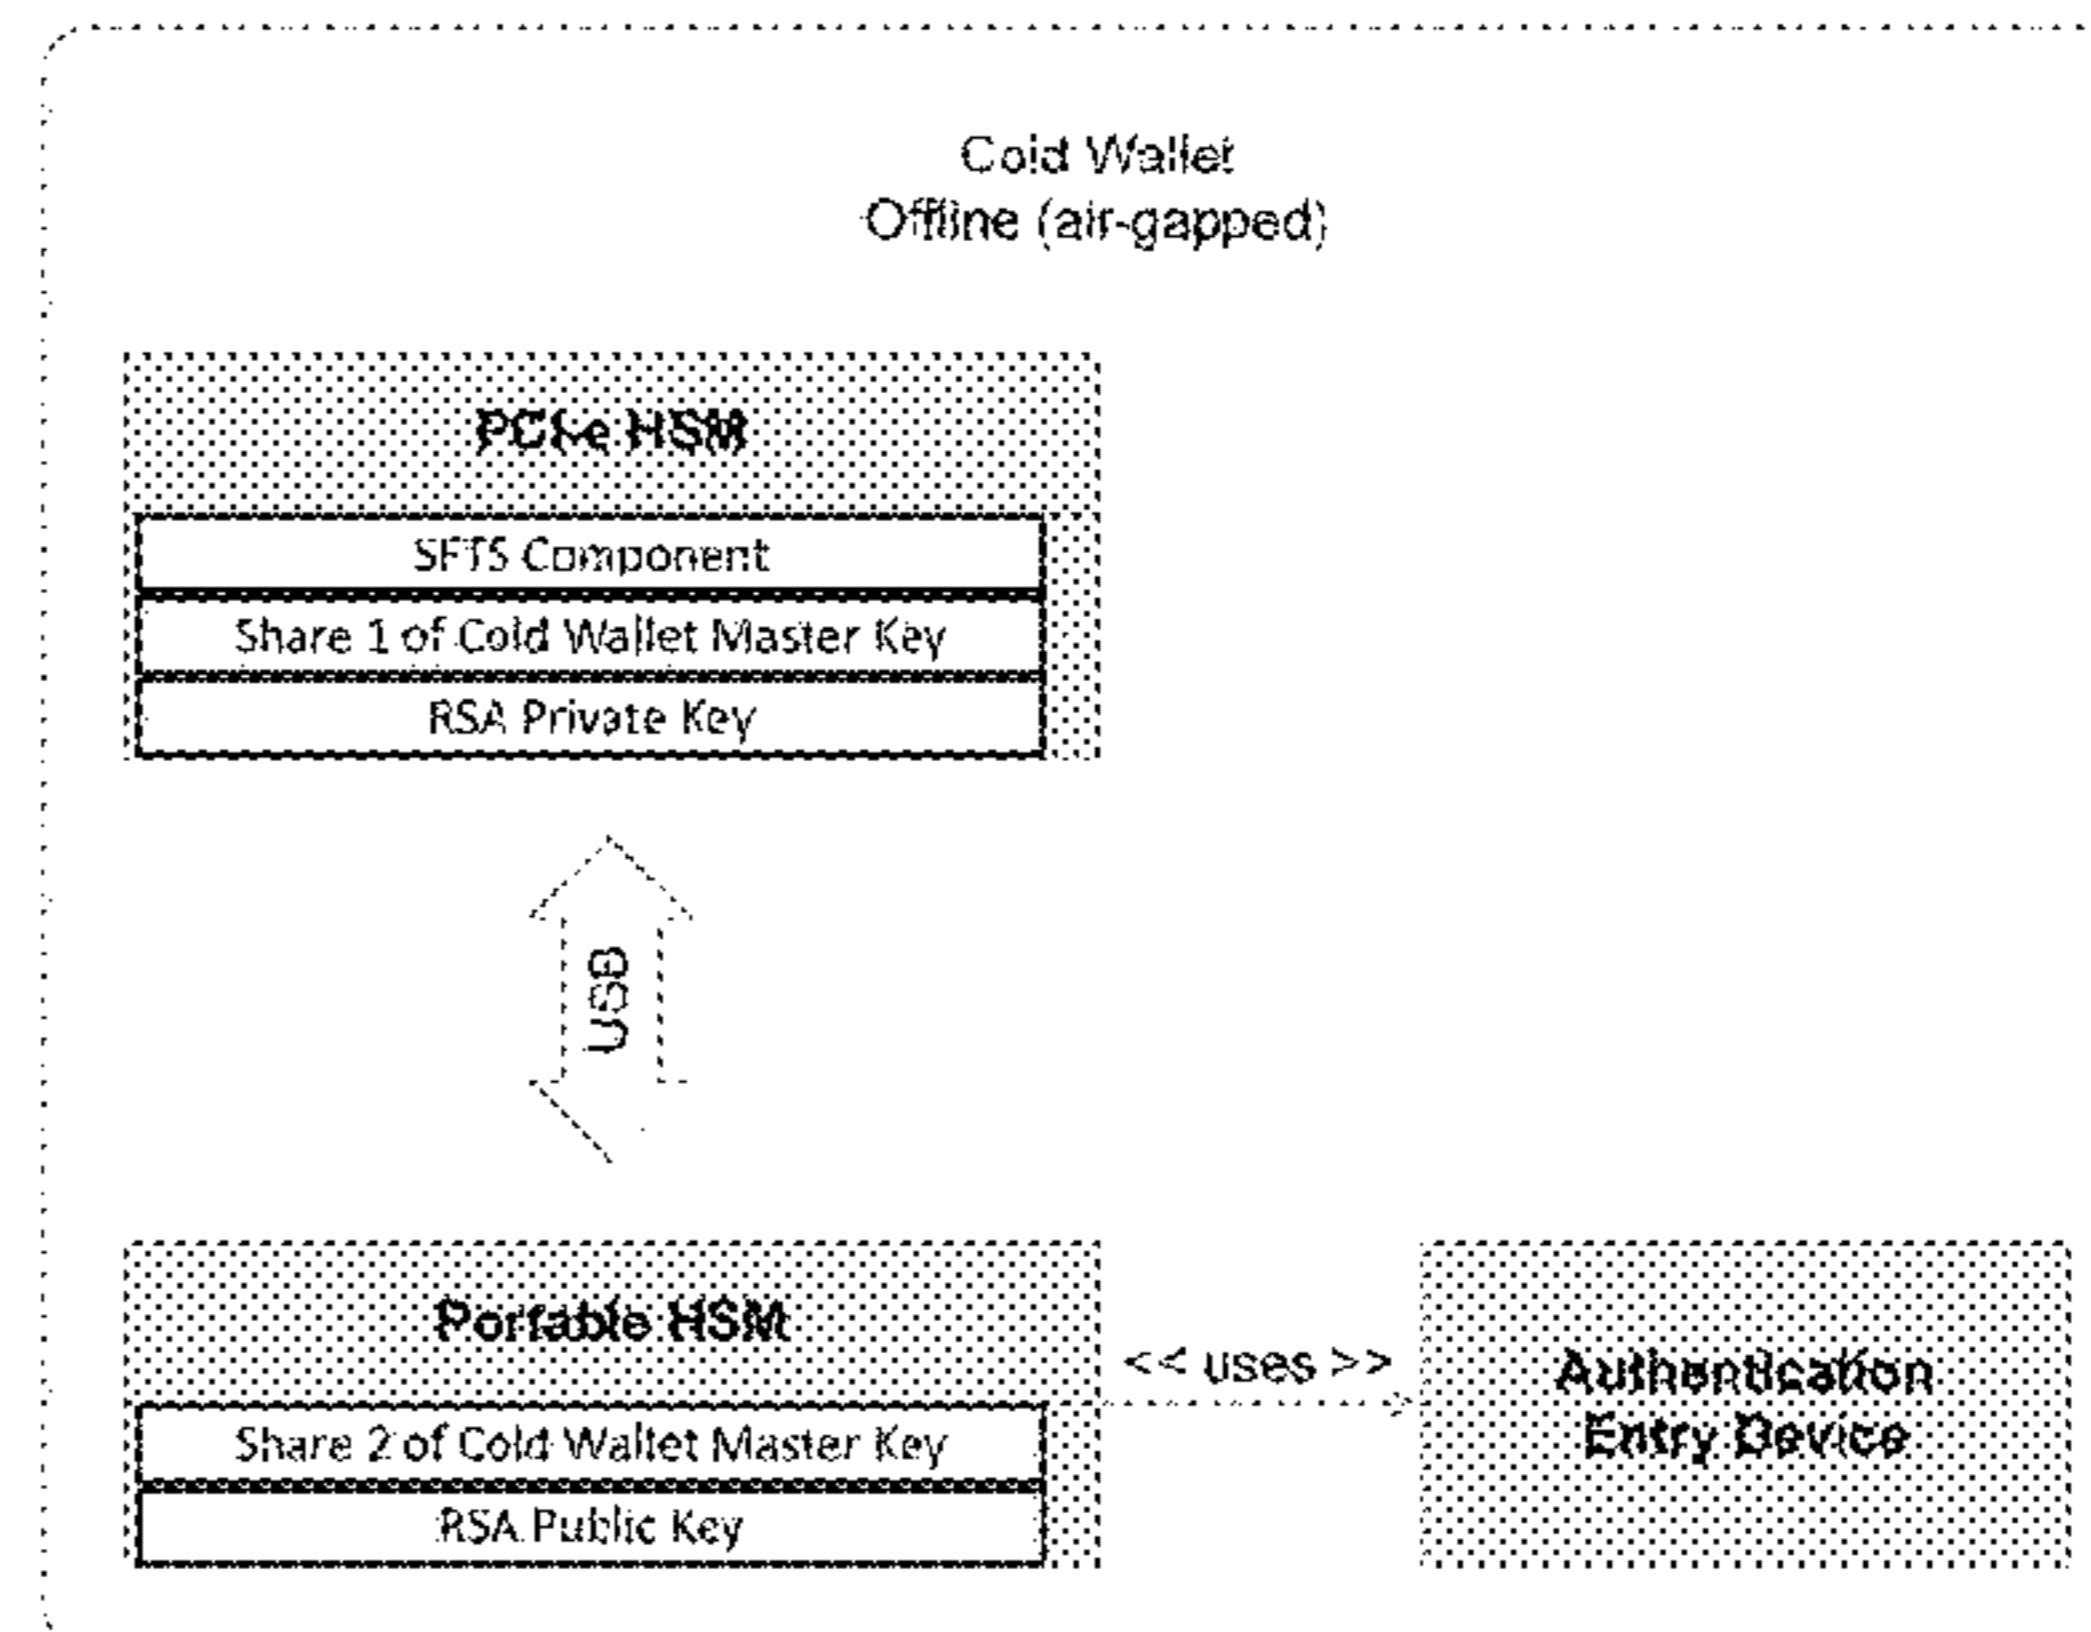 Cold Wallet
Offline (air-gapped)
PCI-e HSM
SFTS Component
Share 1 of Cold Wallet Master Key
RSA Private Key
USB
Portable HSM
Share 2 of Cold Wallet Master Key
RSA Public Key
<< uses >>
Authentication
Entry Device